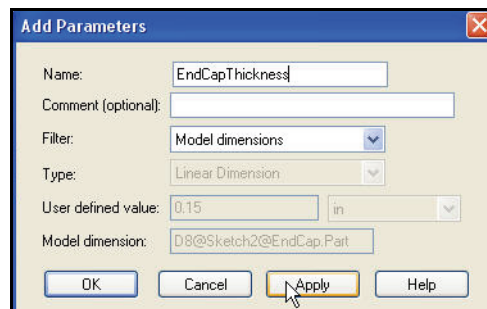 Add Parameters
Name: EndCapThickness
Comment (optional):
Filter: Model dimensions
Type: Linear Dimension
User defined value: 0.15 in
Model dimension: D8@Sketch2@EndCap.Part
OK Cancel Apply Help